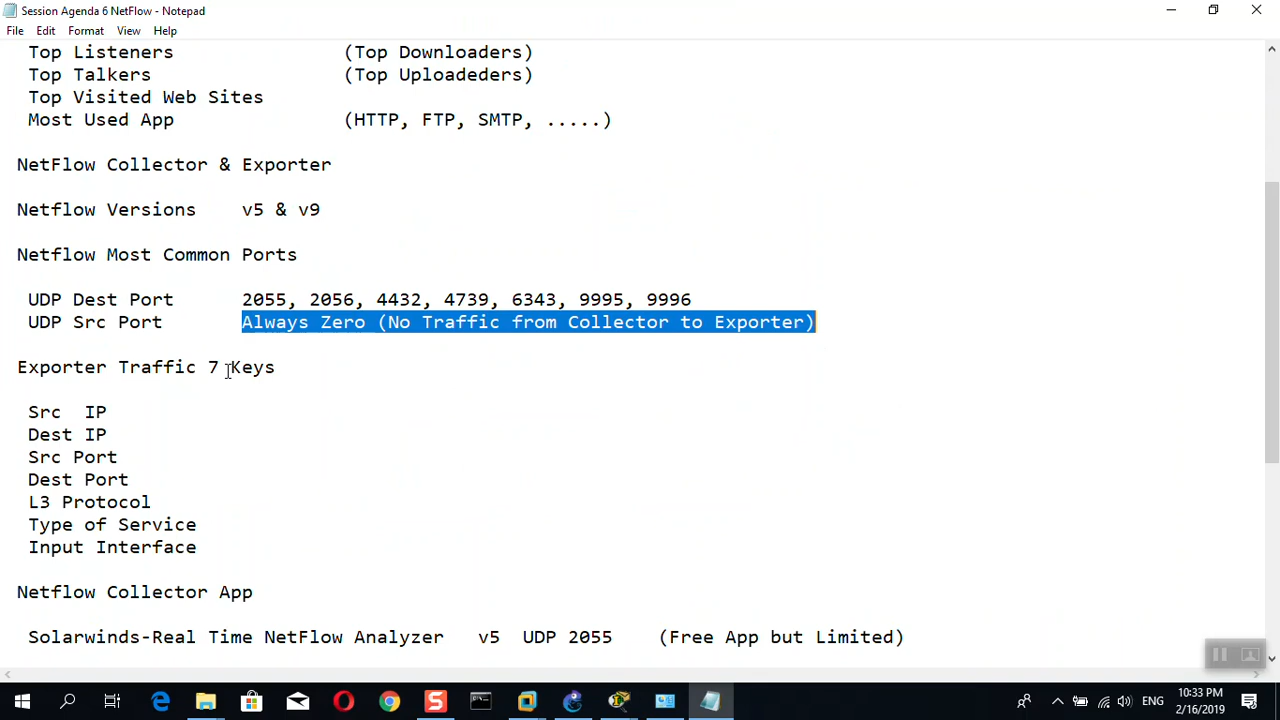 Session Agenda 6 NetFlow - Notepad
File Edit Format View Help
Top Listeners (Top Downloaders)
Top Talkers (Top Uploadeders)
Top Visited Web Sites
Most Used App (HTTP, FTP, SMTP, .....)
NetFlow Collector & Exporter
Netflow Versions v5 & v9
Netflow Most Common Ports
UDP Dest Port 2055, 2056, 4432, 4739, 6343, 9995, 9996
UDP Src Port Always Zero (No Traffic from Collector to Exporter)
Exporter Traffic 7 Keys
Src IP
Dest IP
Src Port
Dest Port
L3 Protocol
Type of Service
Input Interface
Netflow Collector App
Solarwinds-Real Time NetFlow Analyzer v5 UDP 2055 (Free App but Limited)
ENG
10:33 PM
2/16/2019